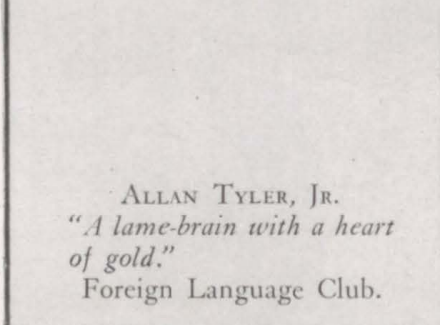 Allan Tyler, Jr.
"A lame-brain with a heart
of gold."
Foreign Language Club.